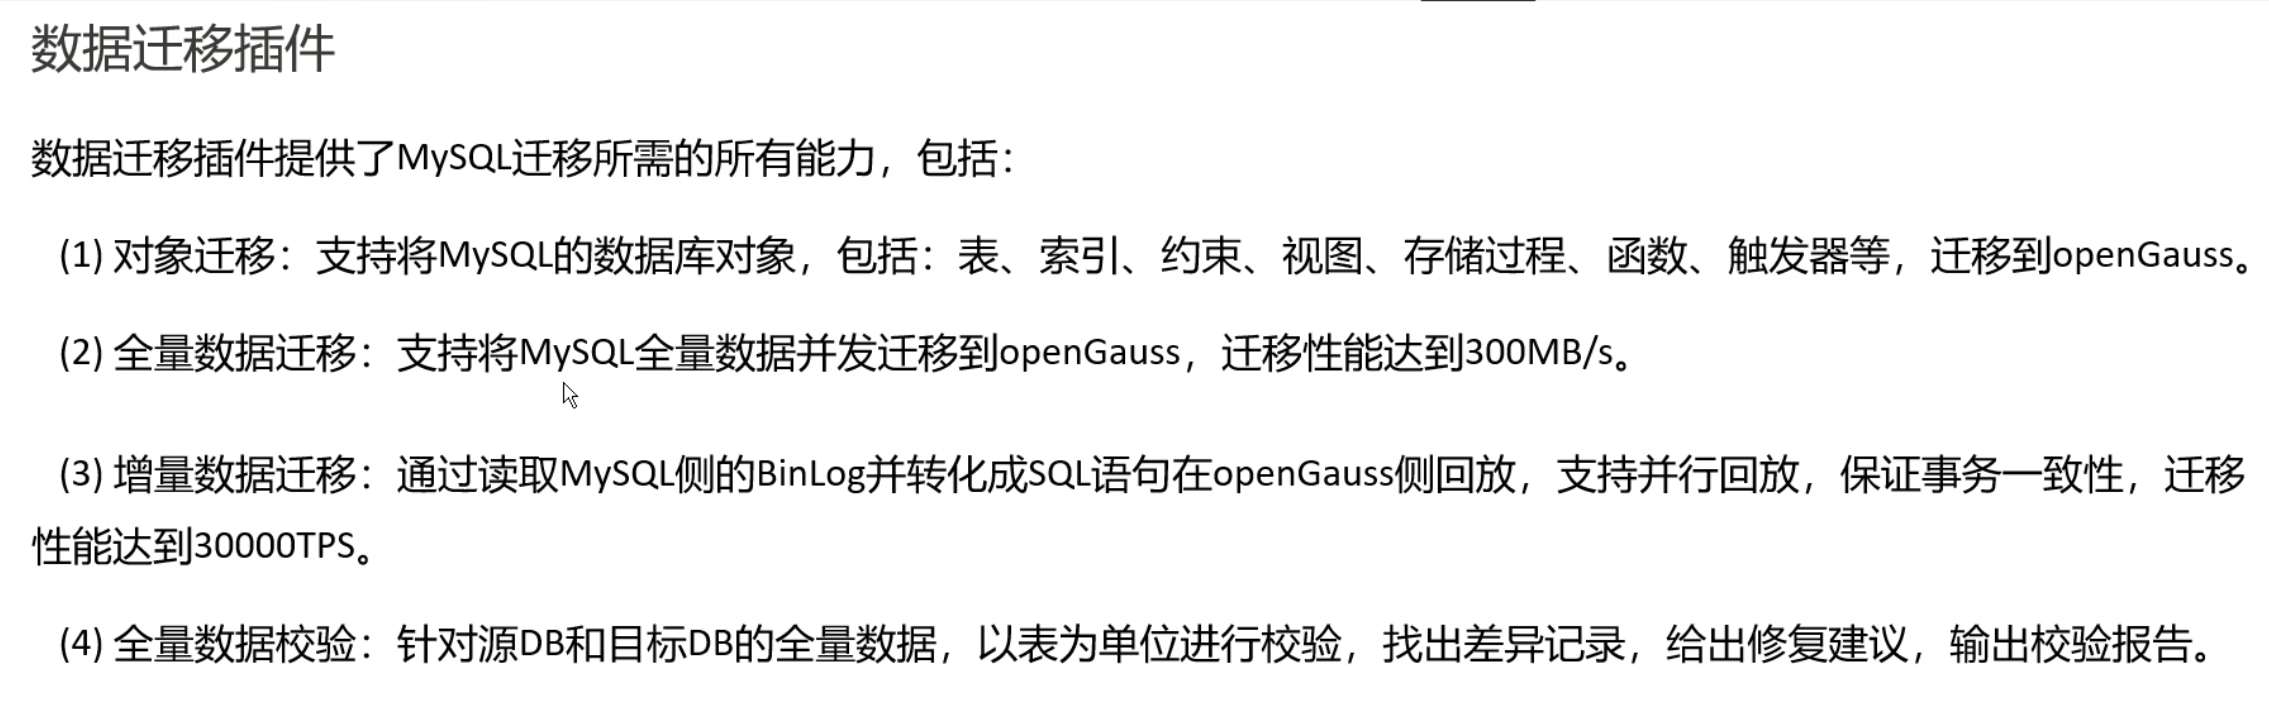 数据迁移插件
数据迁移插件提供了MySQL迁移所需的所有能力，包括：
(1) 对象迁移：支持将MySQL的数据库对象，包括：表、索引、约束、视图、存储过程、函数、触发器等，迁移到openGauss。
(2) 全量数据迁移：支持将MySQL全量数据并发迁移到openGauss，迁移性能达到300MB/s。
(3) 增量数据迁移：通过读取MySQL侧的BinLog并转化成SQL语句在openGauss侧回放，支持并行回放，保证事务一致性，迁移
性能达到30000TPS。
(4) 全量数据校验：针对源DB和目标DB的全量数据，以表为单位进行校验，找出差异记录，给出修复建议，输出校验报告。